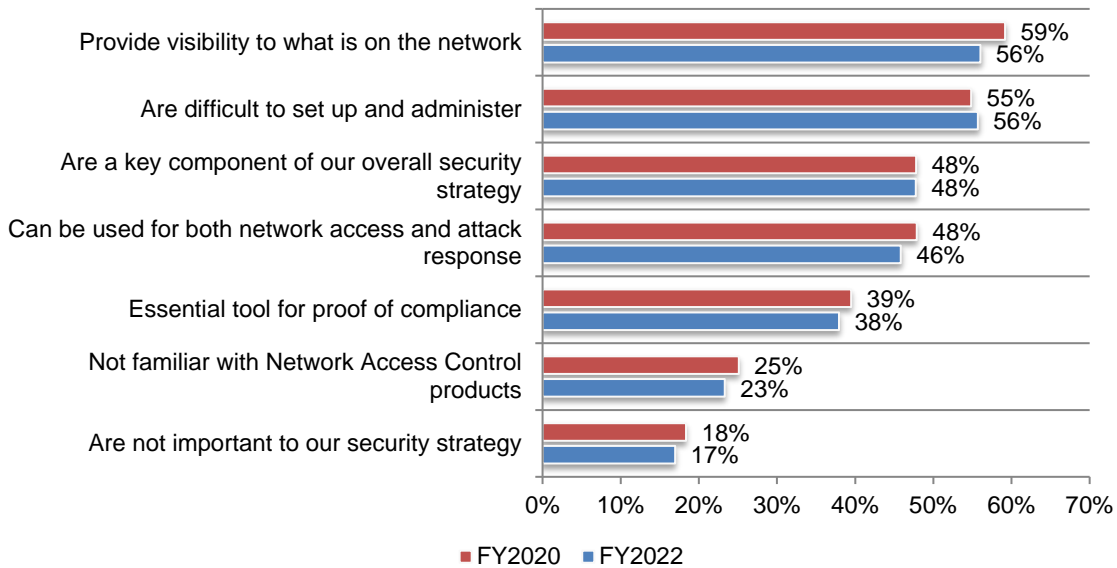 Provide visibility to what is on the network
59%
56%
Are difficult to set up and administer
55%
56%
Are a key component of our overall security
strategy
48%
48%
Can be used for both network access and attack
response
48%
46%
Essential tool for proof of compliance
39%
38%
Not familiar with Network Access Control
products
25%
23%
Are not important to our security strategy
18%
17%
0% 10% 20% 30% 40% 50% 60% 70%
FY2020 FY2022